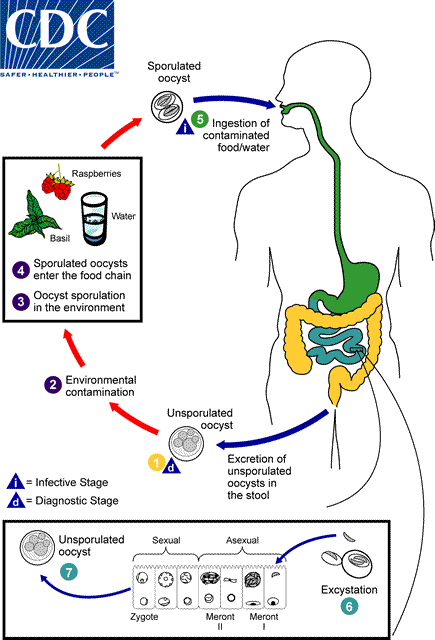 CDC
SAFER • HEALTHIER • PEOPLE™
Sporulated
oocyst
i
5
Ingestion of
contaminated
food/water
Raspberries
Water
Basil
4 Sporulated oocysts
enter the food chain
3 Oocyst sporulation
in the environment
2 Environmental
contamination
Unsporulated
oocyst
1
d
Excretion of
unsporulated
oocysts in
the stool
i = Infective Stage
d = Diagnostic Stage
Unsporulated
oocyst
7
Sexual
Asexual
Zygote
Meront
II
Meront
I
Excystation
6